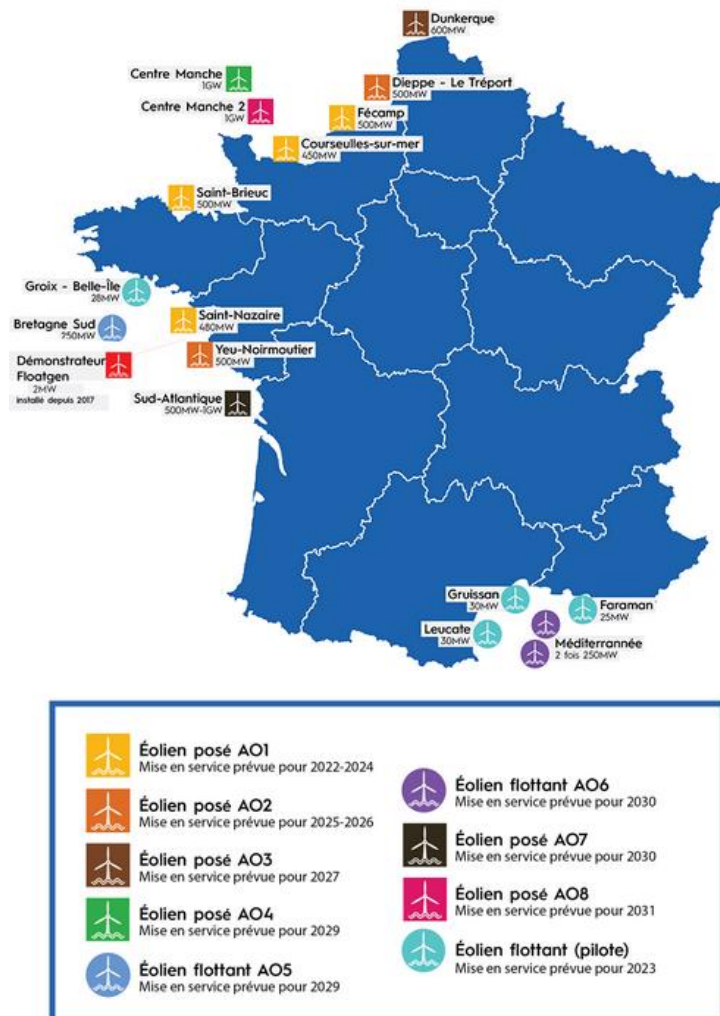 Dunkerque
600MW
Centre Manche
1GW
Dieppe - Le Tréport
500MW
Centre Manche 2
1GW
Fécamp
500MW
Courseulles-sur-mer
450MW
Saint-Brieuc
500MW
Groix - Belle-Île
28MW
Saint-Nazaire
480MW
Bretagne Sud
250MW
Yeu-Noirmoutier
500MW
Démonstrateur
Floatgen
2MW
installé depuis 2017
Sud-Atlantique
500MW-1GW
Gruissan
30MW
Faraman
25MW
Leucate
30MW
Méditerrannée
2 fois 250MW
Éolien posé AO1
Mise en service prévue pour 2022-2024
Éolien posé AO2
Mise en service prévue pour 2025-2026
Éolien posé AO3
Mise en service prévue pour 2027
Éolien posé AO4
Mise en service prévue pour 2029
Éolien flottant AO5
Mise en service prévue pour 2029
Éolien flottant AO6
Mise en service prévue pour 2030
Éolien posé AO7
Mise en service prévue pour 2030
Éolien posé AO8
Mise en service prévue pour 2031
Éolien flottant (pilote)
Mise en service prévue pour 2023